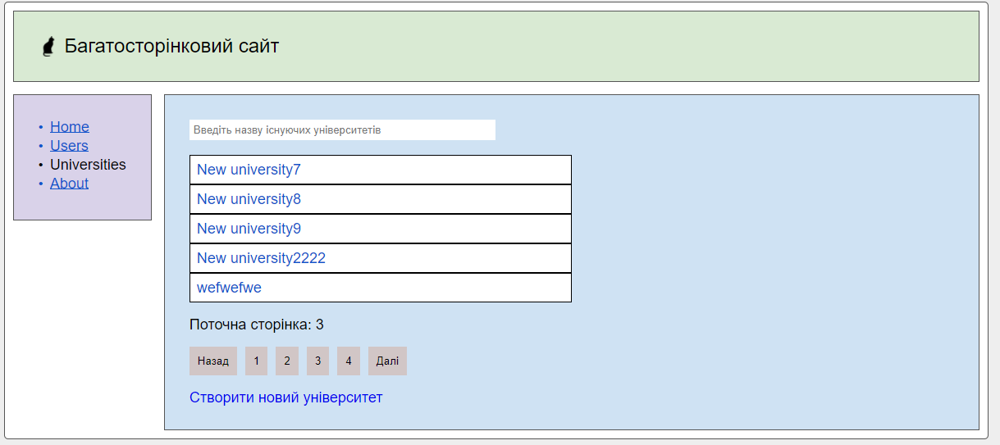 Багатосторінковий сайт
Home
Users
Universities
About
Введіть назву існуючих університетів
New university7
New university8
New university9
New university2222
wefwefwe
Поточна сторінка: 3
Назад 1 2 3 4 Далі
Створити новий університет